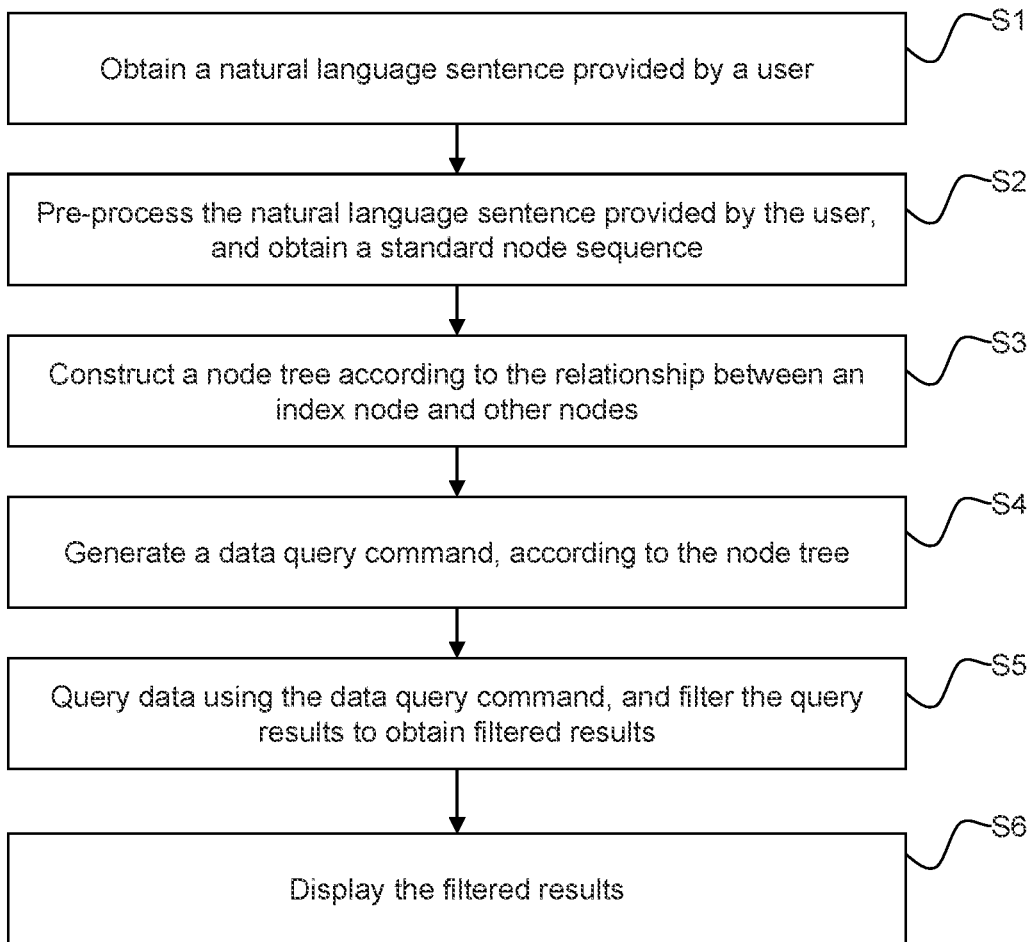 Obtain a natural language sentence provided by a user
S1
Pre-process the natural language sentence provided by the user,
and obtain a standard node sequence
S2
Construct a node tree according to the relationship between an
index node and other nodes
S3
Generate a data query command, according to the node tree
S4
Query data using the data query command, and filter the query
results to obtain filtered results
S5
Display the filtered results
S6